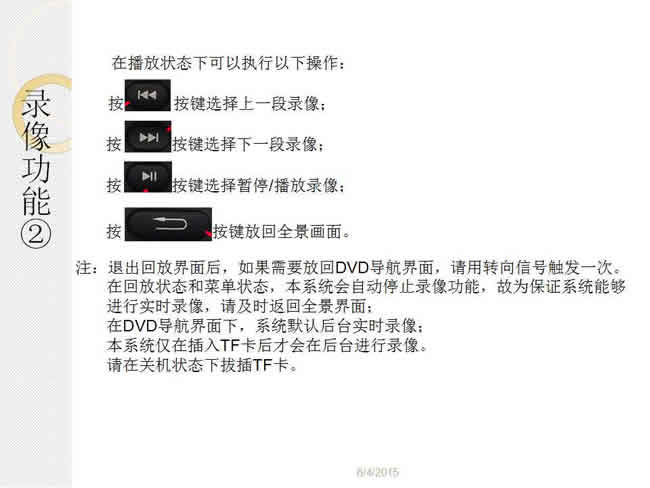 录像功能②
在播放状态下可以执行以下操作：
按 按键选择上一段录像；
按 按键选择下一段录像；
按 按键选择暂停/播放录像；
按 按键放回全景画面。
注：退出回放界面后，如果需要放回DVD导航界面，请用转向信号触发一次。
在回放状态和菜单状态，本系统会自动停止录像功能，故为保证系统能够
进行实时录像，请及时返回全景界面；
在DVD导航界面下，系统默认后台实时录像；
本系统仅在插入TF卡后才会在后台进行录像。
请在关机状态下拔插TF卡。
6/4/2015